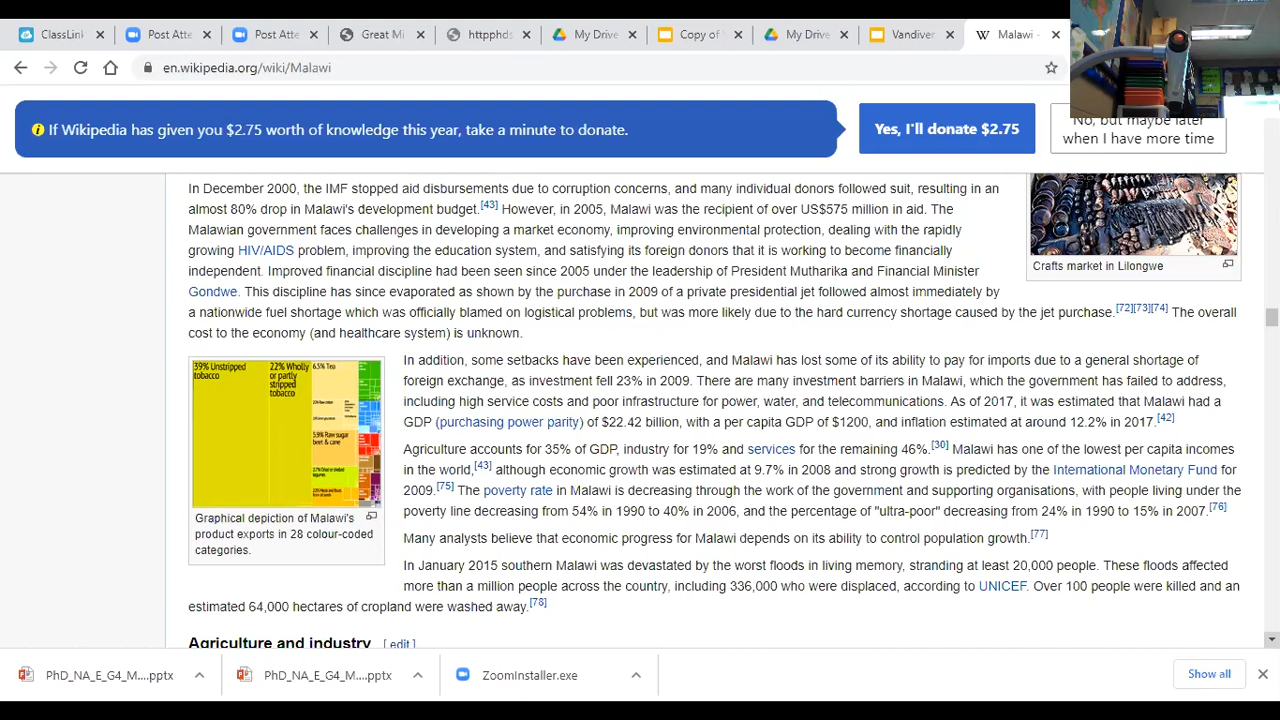 ClassLink
Post Atte
Post Atte
Great Mi
httpphot
My Drive
Copy of
My Drive
Vandiver
W Malawi -
en.wikipedia.org/wiki/Malawi
If Wikipedia has given you $2.75 worth of knowledge this year, take a minute to donate.
Yes, I'll donate $2.75
No, but maybe later
when I have more time
In December 2000, the IMF stopped aid disbursements due to corruption concerns, and many individual donors followed suit, resulting in an
almost 80% drop in Malawi's development budget.[43] However, in 2005, Malawi was the recipient of over US$575 million in aid. The
Malawian government faces challenges in developing a market economy, improving environmental protection, dealing with the rapidly
growing HIV/AIDS problem, improving the education system, and satisfying its foreign donors that it is working to become financially
independent. Improved financial discipline had been seen since 2005 under the leadership of President Mutharika and Financial Minister
Gondwe. This discipline has since evaporated as shown by the purchase in 2009 of a private presidential jet followed almost immediately by
a nationwide fuel shortage which was officially blamed on logistical problems, but was more likely due to the hard currency shortage caused by the jet purchase.[72][73][74] The overall
cost to the economy (and healthcare system) is unknown.
Crafts market in Lilongwe
39% Unstripped
tobacco
22% Wholly
or partly
stripped
tobacco
6.5% Tea
5.9% Raw sugar
beet & cane
Graphical depiction of Malawi's
product exports in 28 colour-coded
categories.
In addition, some setbacks have been experienced, and Malawi has lost some of its ability to pay for imports due to a general shortage of
foreign exchange, as investment fell 23% in 2009. There are many investment barriers in Malawi, which the government has failed to address,
including high service costs and poor infrastructure for power, water, and telecommunications. As of 2017, it was estimated that Malawi had a
GDP (purchasing power parity) of $22.42 billion, with a per capita GDP of $1200, and inflation estimated at around 12.2% in 2017.[42]
Agriculture accounts for 35% of GDP, industry for 19% and services for the remaining 46%.[30] Malawi has one of the lowest per capita incomes
in the world,[43] although economic growth was estimated at 9.7% in 2008 and strong growth is predicted by the International Monetary Fund for
2009.[75] The poverty rate in Malawi is decreasing through the work of the government and supporting organisations, with people living under the
poverty line decreasing from 54% in 1990 to 40% in 2006, and the percentage of "ultra-poor" decreasing from 24% in 1990 to 15% in 2007.[76]
Many analysts believe that economic progress for Malawi depends on its ability to control population growth.[77]
In January 2015 southern Malawi was devastated by the worst floods in living memory, stranding at least 20,000 people. These floods affected
more than a million people across the country, including 336,000 who were displaced, according to UNICEF. Over 100 people were killed and an
estimated 64,000 hectares of cropland were washed away.[78]
Agriculture and industry [ edit ]
PhD_NA_E_G4_M....pptx
PhD_NA_E_G4_M....pptx
ZoomInstaller.exe
Show all